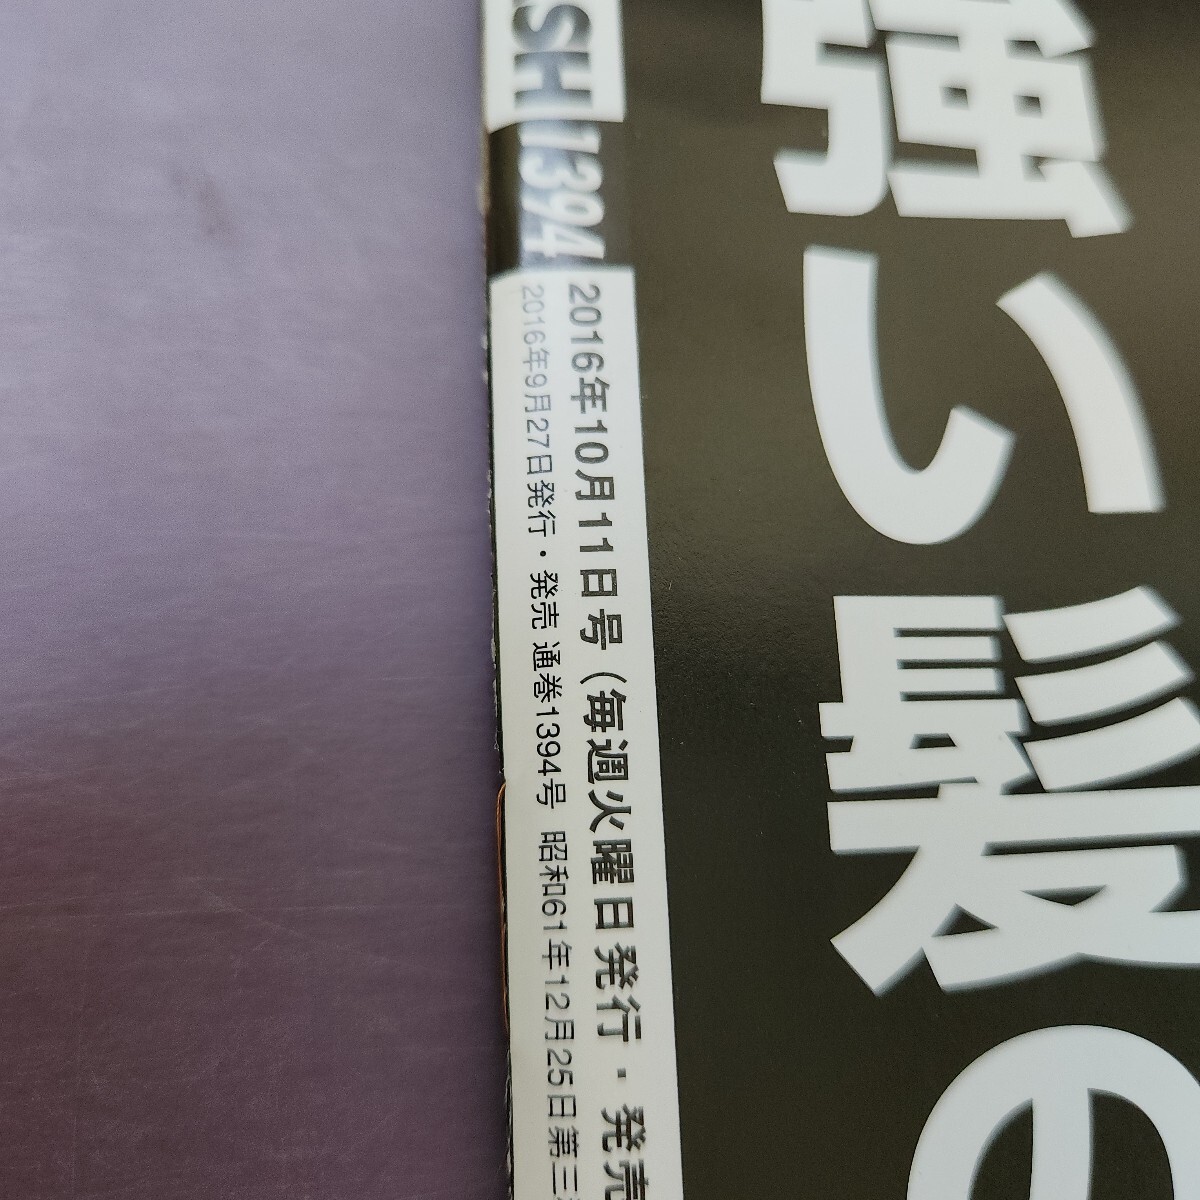 SH 1394
2016年10月11日号（毎週火曜日発行・発売
2016年9月27日発行・発売 通巻1394号 昭和61年12月25日第三
強い髪の